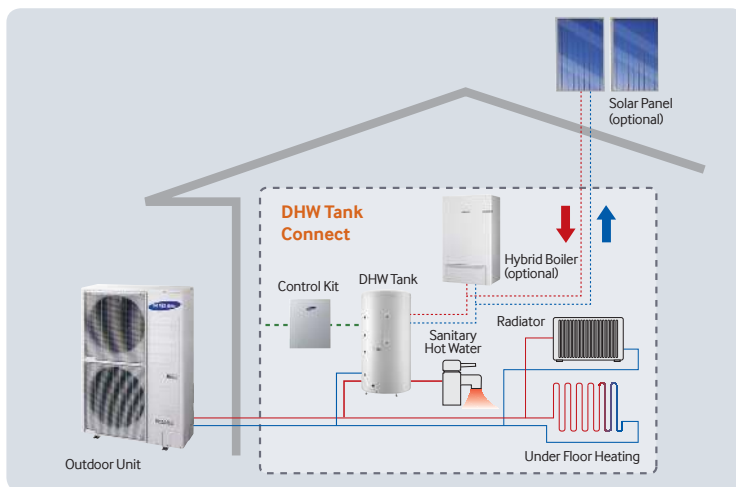 Solar Panel
(optional)
DHW Tank
Connect
Hybrid Boiler
(optional)
Control Kit
DHW Tank
Sanitary
Hot Water
Radiator
Under Floor Heating
Outdoor Unit